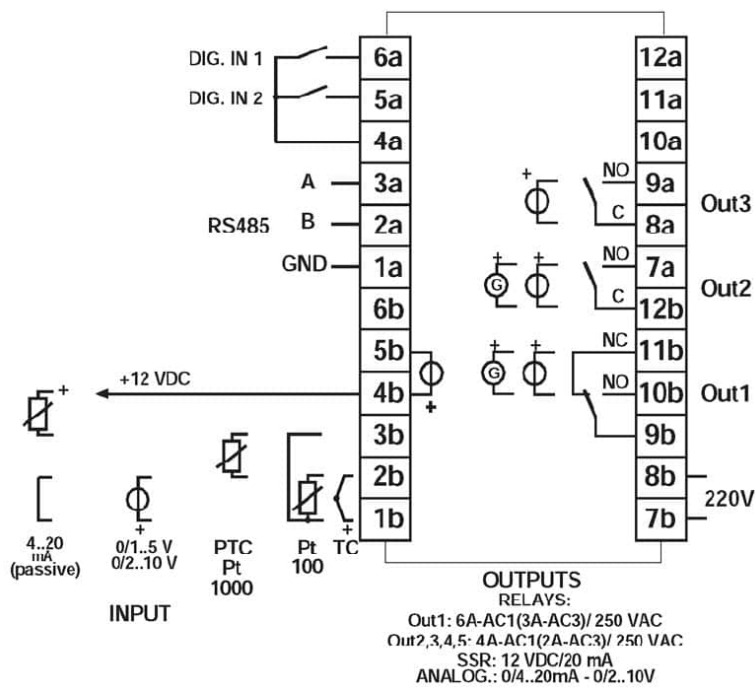 DIG. IN 1
6a
12a
DIG. IN 2
5a
11a
4a
10a
A
3a
+
NO
9a
Out3
RS485
B
2a
C
8a
GND
1a
+
+
NO
7a
Out2
G
6b
C
12b
5b
+
+
NC
11b
+12 VDC
4b
+
G
NO
10b
Out1
+
3b
9b
2b
8b
220V
1b
7b
+
+
4..20
mA
(passive)
0/1..5 V
0/2..10 V
PTC
Pt
1000
Pt
100
TC
INPUT
OUTPUTS
RELAYS:
Out1: 6A-AC1(3A-AC3)/ 250 VAC
Out2,3,4,5: 4A-AC1(2A-AC3)/ 250 VAC
SSR: 12 VDC/20 mA
ANALOG.: 0/4..20mA - 0/2..10V